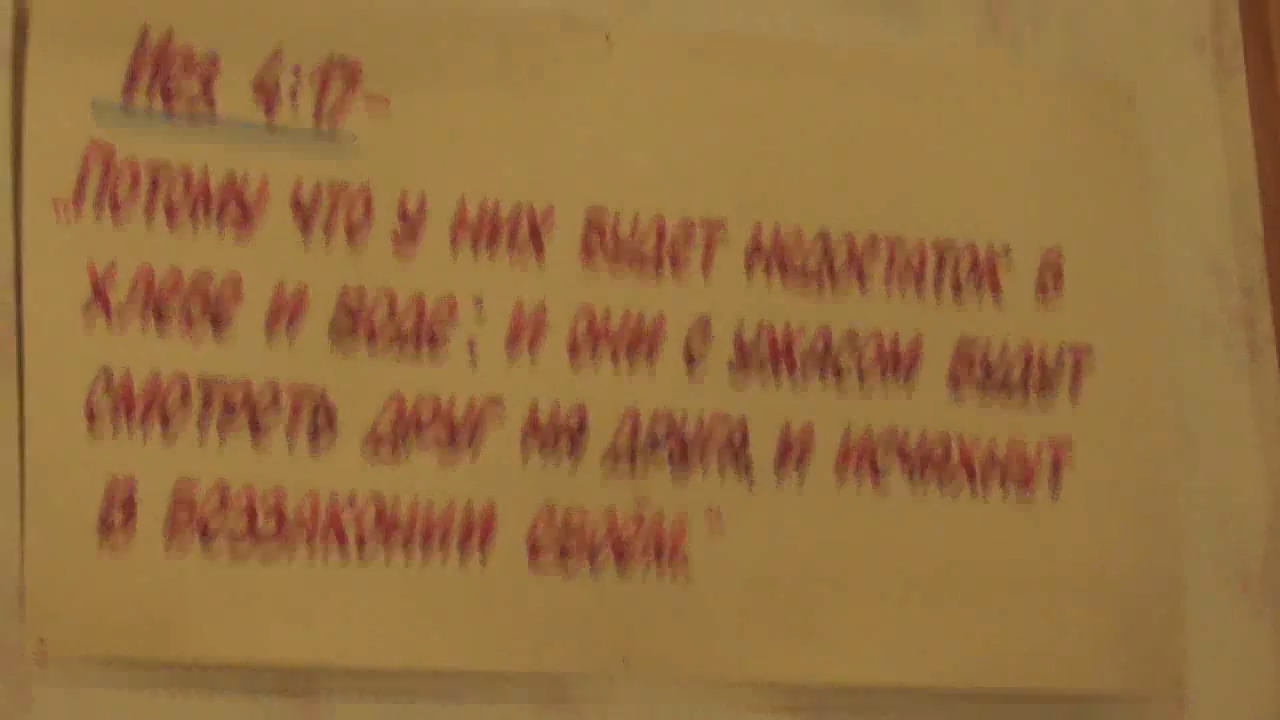 Иез 4:17-
"Потому что у них будет недостаток в
хлебе и воде; и они с ужасом будут
смотреть друг на друга, и исчахнут
в беззаконии своём."